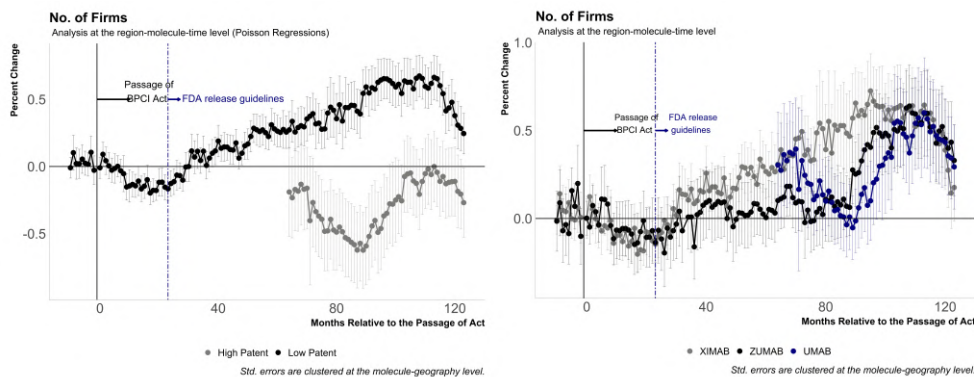 No. of Firms
Analysis at the region-molecule-time level (Poisson Regressions)
Percent Change
0.5
0.0
-0.5
Passage of
BPCI Act
FDA release guidelines
0
40
80
120
Months Relative to the Passage of Act
High Patent
Low Patent
Std. errors are clustered at the molecule-geography level.
No. of Firms
Analysis at the region-molecule-time level
Percent Change
1.0
0.5
0.0
Passage of
BPCI Act
FDA release
guidelines
0
40
80
120
Months Relative to the Passage of Act
XIMAB
ZUMAB
UMAB
Std. errors are clustered at the molecule-geography level.